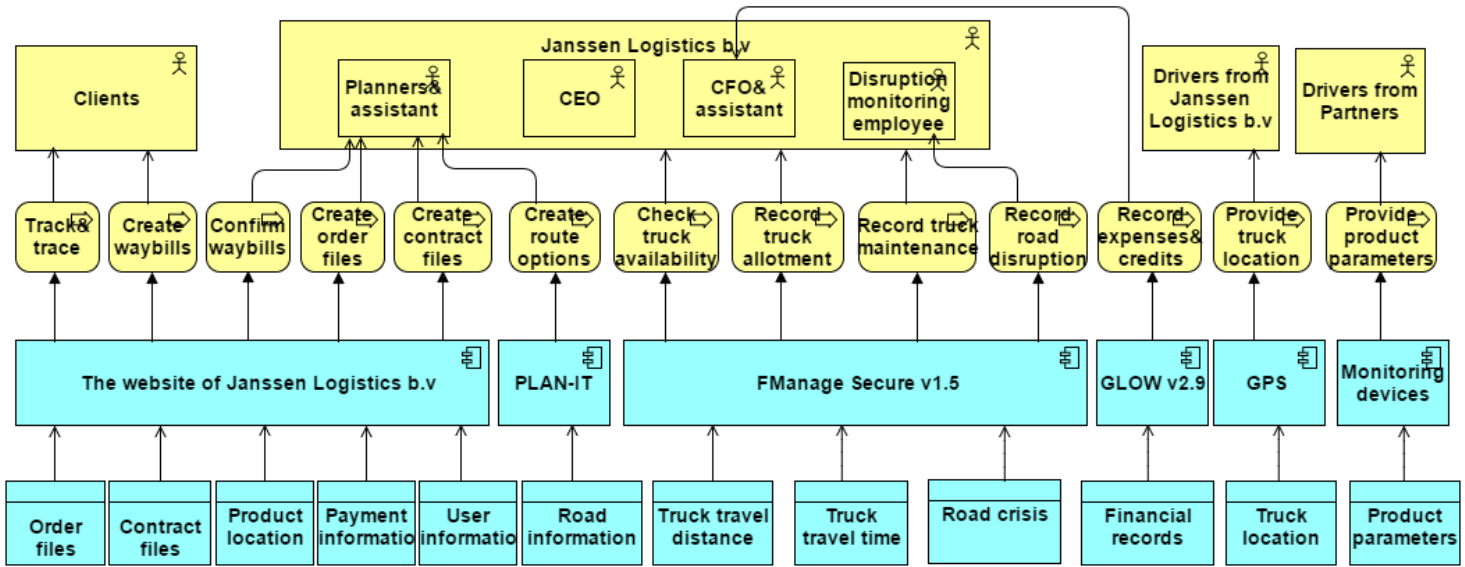 Janssen Logistics b.v
Clients
Planners&
assistant
CEO
CFO&
assistant
Disruption
monitoring
employee
Drivers from
Janssen
Logistics b.v
Drivers from
Partners
Track&
trace
Create
waybills
Confirm
waybills
Create
order
files
Create
contract
files
Create
route
options
Check
truck
availability
Record
truck
allotment
Record truck
maintenance
Record
road
disruption
Record
expenses&
credits
Provide
truck
location
Provide
product
parameters
The website of Janssen Logistics b.v
PLAN-IT
FManage Secure v1.5
GLOW v2.9
GPS
Monitoring
devices
Order
files
Contract
files
Product
location
Payment
informatio
User
informatio
Road
information
Truck travel
distance
Truck
travel time
Road crisis
Financial
records
Truck
location
Product
parameters